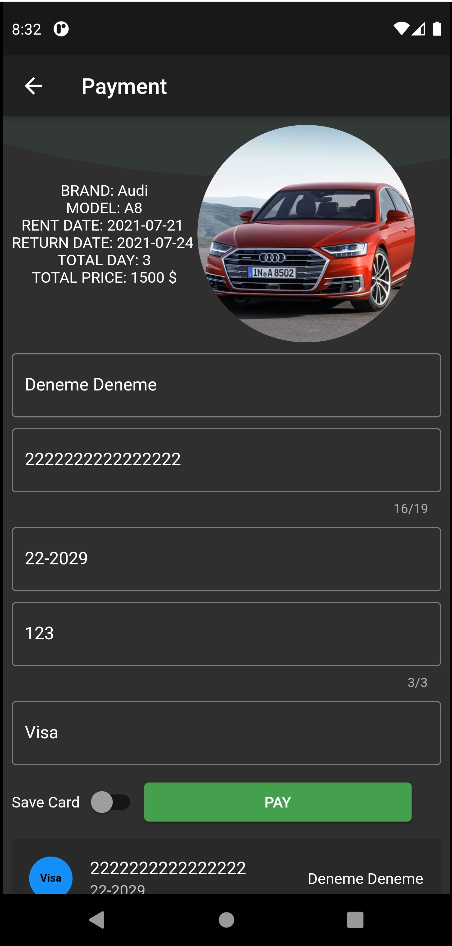 8:32
Payment
BRAND: Audi
MODEL: A8
RENT DATE: 2021-07-21
RETURN DATE: 2021-07-24
TOTAL DAY: 3
TOTAL PRICE: 1500 $
IN A 8502
Deneme Deneme
2222222222222222
16/19
22-2029
123
3/3
Visa
Save Card
PAY
Visa
2222222222222222
22-2029
Deneme Deneme